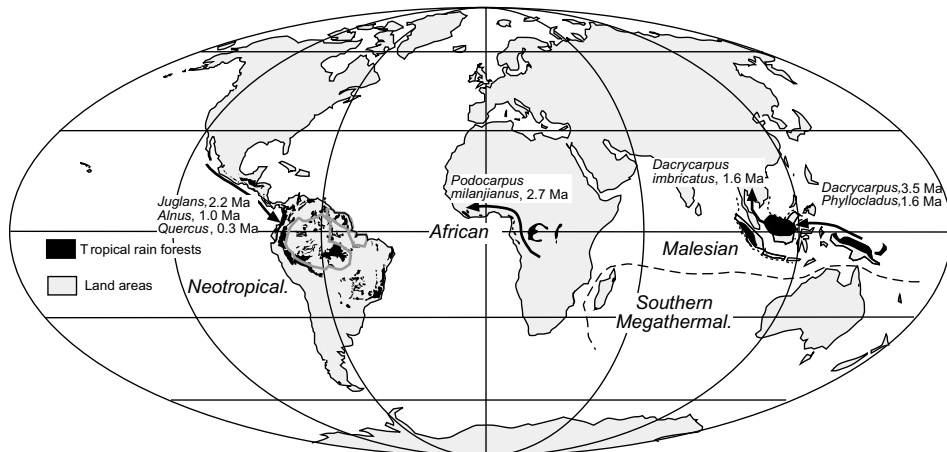 Juglans,2.2 Ma
Alnus, 1.0 Ma
Quercus, 0.3 Ma
Podocarpus
milanjianus, 2.7 Ma
Dacrycarpus
imbricatus, 1.6 Ma
Dacrycarpus,3.5 Ma
Phyllocladus,1.6 Ma
African
Malesian
Tropical rain forests
Land areas
Neotropical.
Southern
Megathermal.